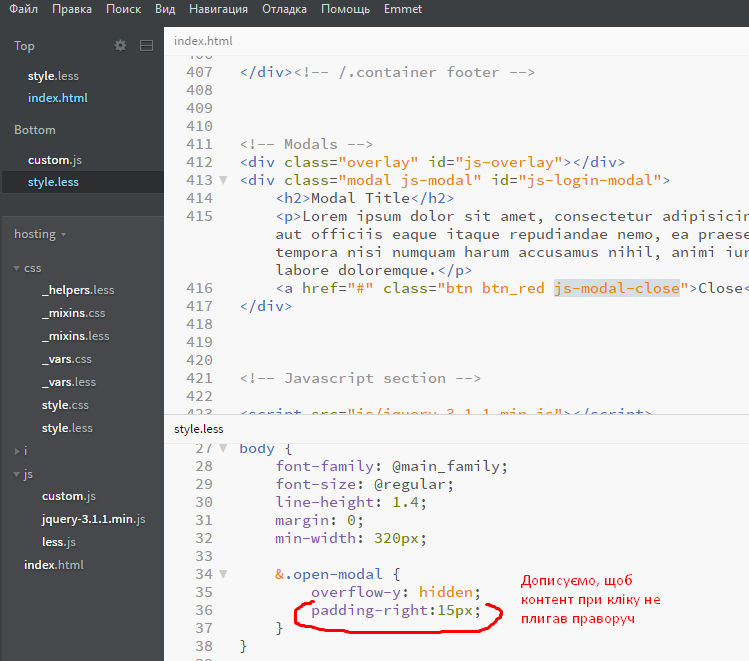 Файл Правка Поиск Вид Навигация Отладка Помощь Emmet
Top
style.less
index.html
Bottom
custom.js
style.less
hosting
css
_helpers.less
_mixins.css
_mixins.less
_vars.css
_vars.less
style.css
style.less
i
js
custom.js
jquery-3.1.1.min.js
less.js
index.html
index.html
406
407 </div><!-- /.container footer -->
408
409
410
411 <!-- Modals -->
412 <div class="overlay" id="js-overlay"></div>
413 <div class="modal js-modal" id="js-login-modal">
414 <h2>Modal Title</h2>
415 <p>Lorem ipsum dolor sit amet, consectetur adipisicin
aut officiis eaque itaque repudiandae nemo, ea praese
tempora nisi numquam harum accusamus nihil, animi iur
labore doloremque.</p>
416 <a href="#" class="btn btn_red js-modal-close">Close<
417 </div>
418
419
420
421 <!-- Javascript section -->
422
423 <script src="js/jquery-3.1.1.min.js"></script>
style.less
27 body {
28 font-family: @main_family;
29 font-size: @regular;
30 line-height: 1.4;
31 margin: 0;
32 min-width: 320px;
33
34 &.open-modal {
35 overflow-y: hidden;
36 padding-right:15px;
37 }
38 }
Дописуємо, щоб
контент при кліку не
плигав праворуч